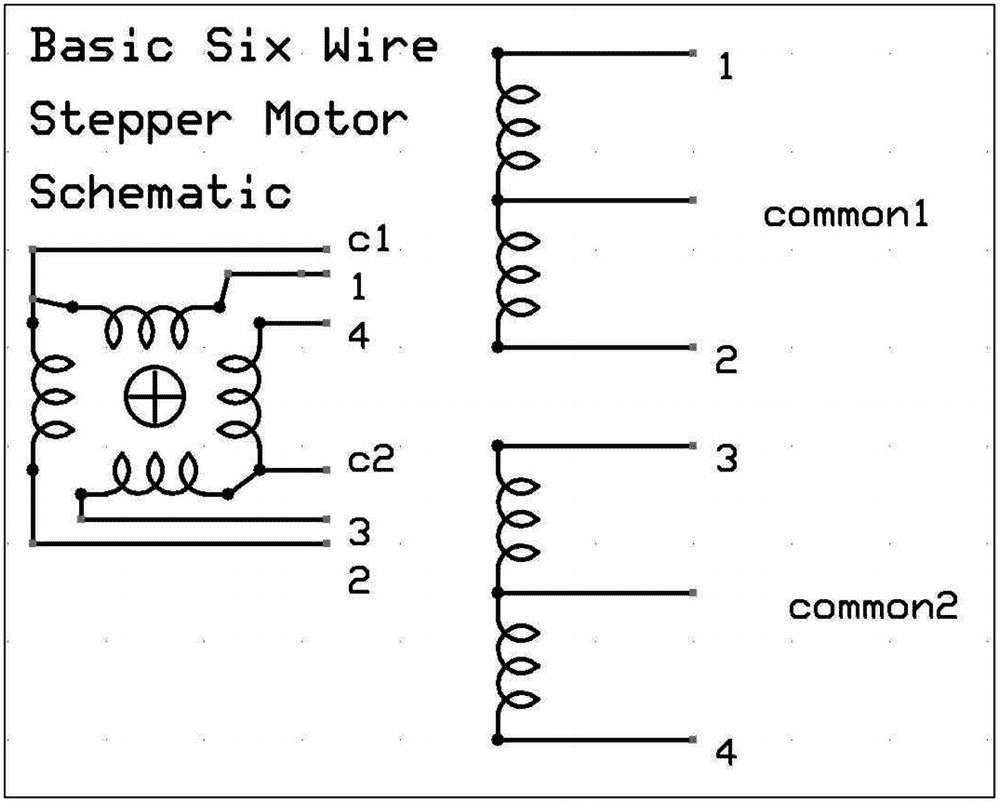 Basic Six Wire
Stepper Motor
Schematic
c1
1
4
c2
3
2
1
common1
2
3
common2
4